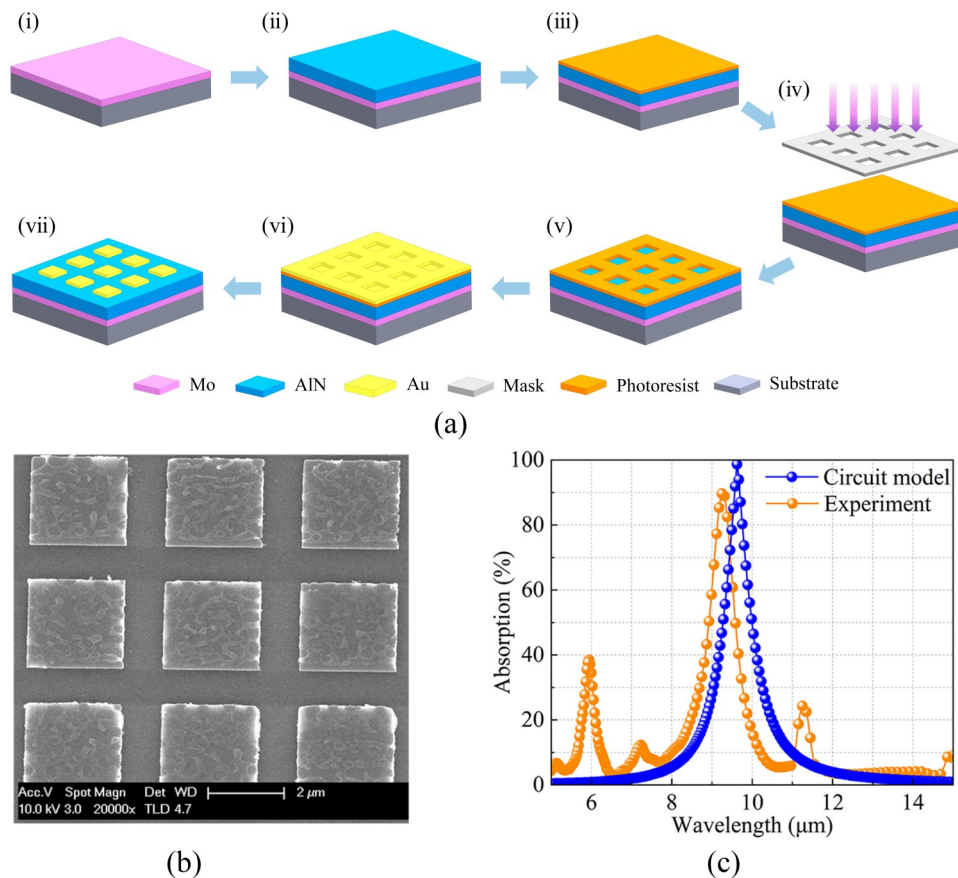 (i)
(ii)
(iii)
(iv)
(vii)
(vi)
(v)
Mo AlN Au Mask Photoresist Substrate
(a)
Acc.V Spot Magn Det WD 2 μm
10.0 kV 3.0 20000x TLD 4.7
(b)
100
80
60
40
20
0
Absorption (%)
Circuit model
Experiment
6 8 10 12 14
Wavelength (μm)
(c)